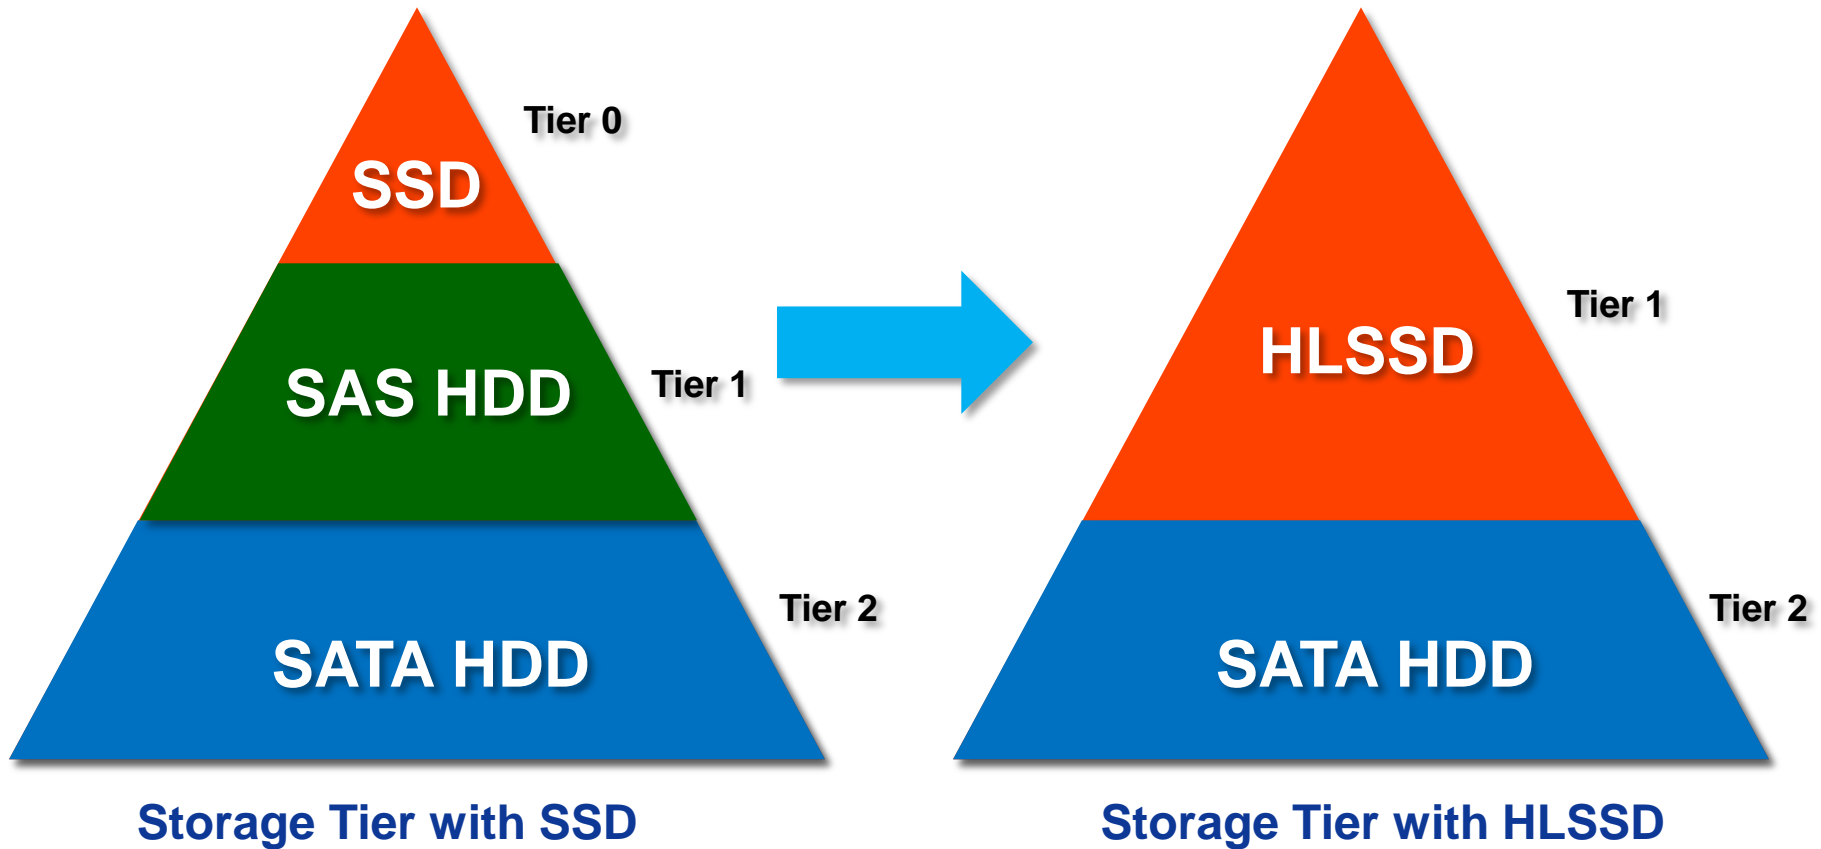 Tier 0
SSD
SAS HDD
Tier 1
Tier 2
SATA HDD
Storage Tier with SSD
Tier 1
HLSSD
Tier 2
SATA HDD
Storage Tier with HLSSD